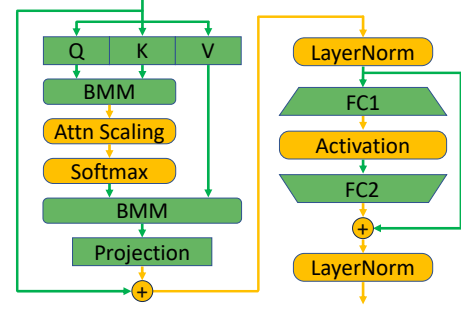 Q K V
BMM
Attn Scaling
Softmax
BMM
Projection
+
LayerNorm
FC1
Activation
FC2
+
LayerNorm